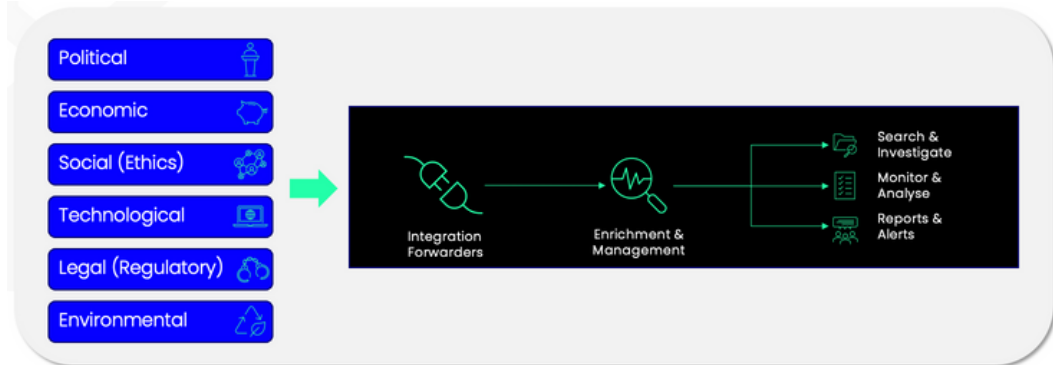 Political
Economic
Social (Ethics)
Technological
Legal (Regulatory)
Environmental
Integration
Forwarders
Enrichment &
Management
Search &
Investigate
Monitor &
Analyse
Reports &
Alerts